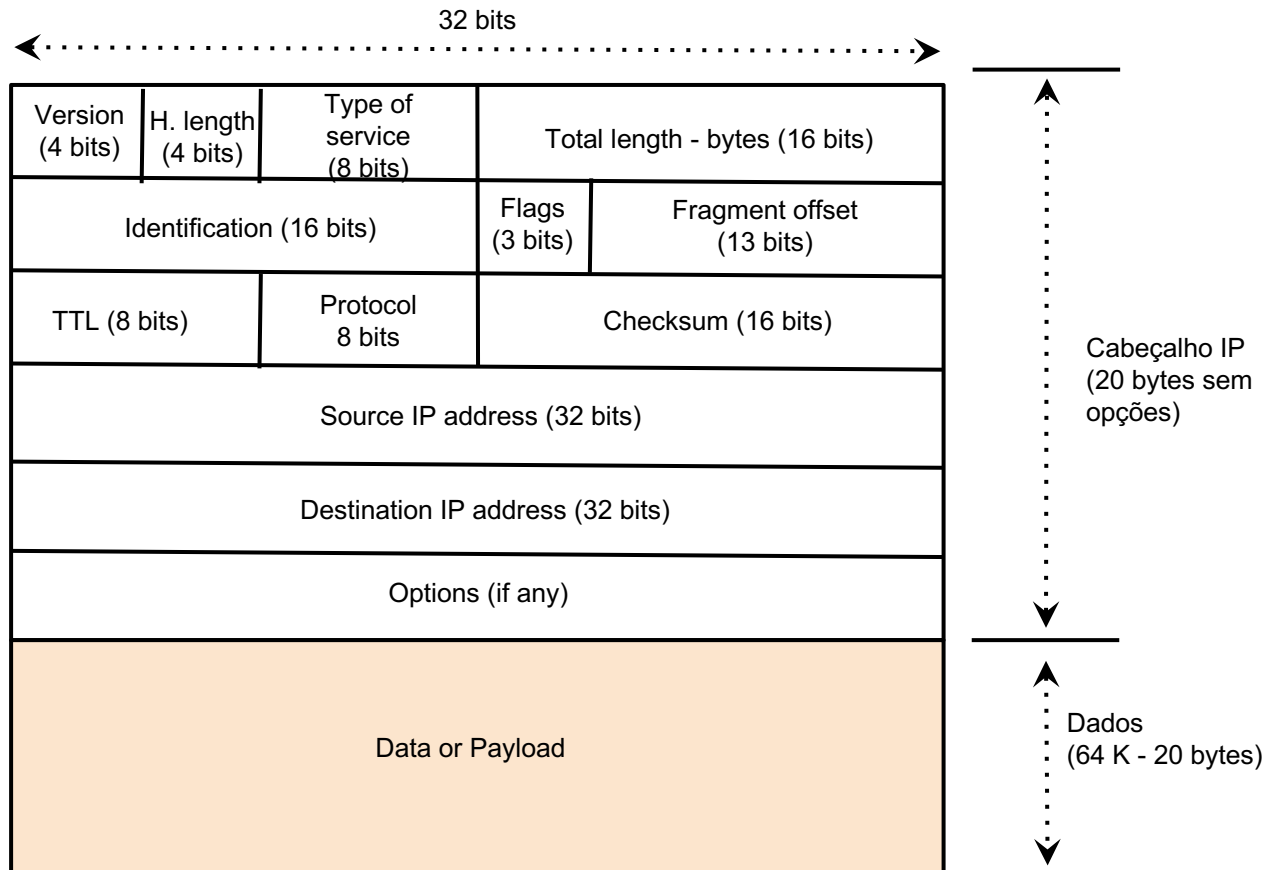 32 bits
Version
(4 bits)
H. length
(4 bits)
Type of
service
(8 bits)
Total length - bytes (16 bits)
Identification (16 bits)
Flags
(3 bits)
Fragment offset
(13 bits)
TTL (8 bits)
Protocol
8 bits
Checksum (16 bits)
Source IP address (32 bits)
Destination IP address (32 bits)
Options (if any)
Cabeçalho IP
(20 bytes sem
opções)
Data or Payload
Dados
(64 K - 20 bytes)